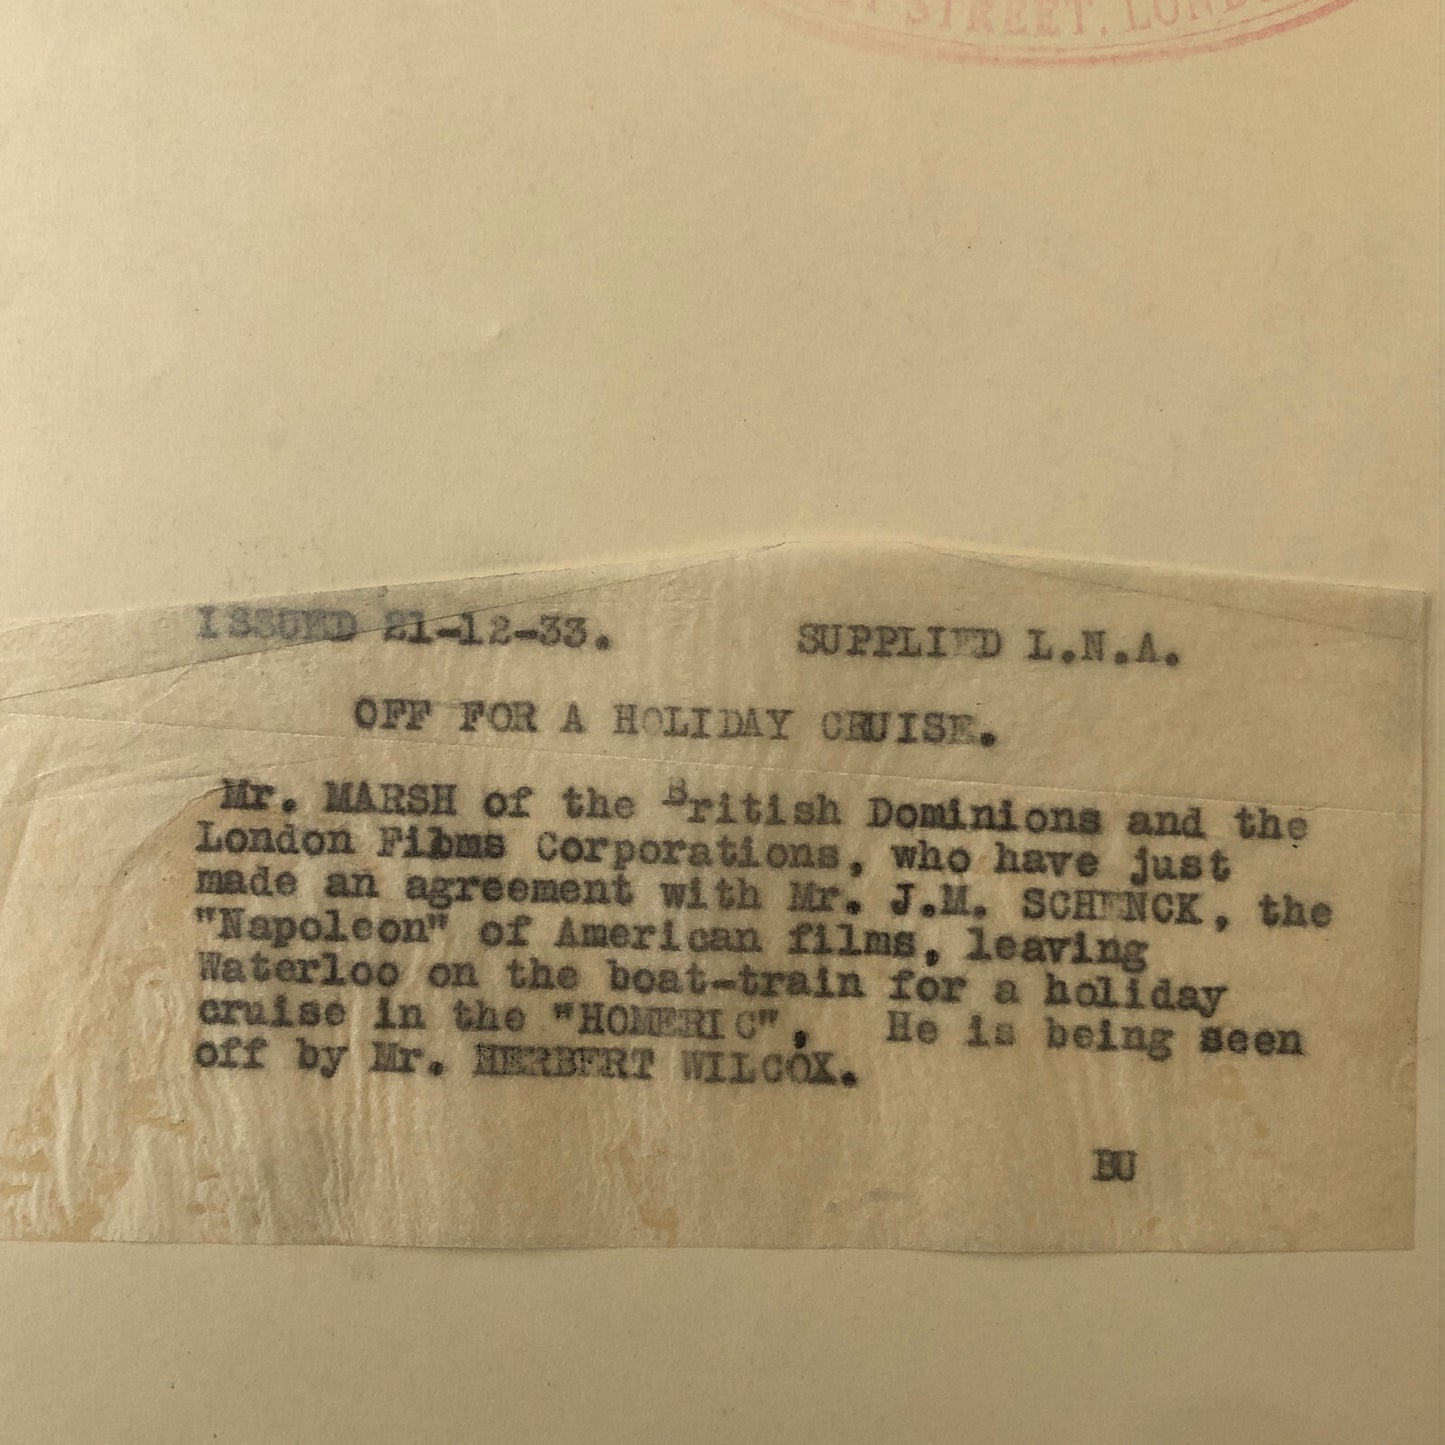 STREET, LON
ISSUED 21-12-33. SUPPLIED L.N.A.
OFF FOR A HOLIDAY CRUISE.
Mr. MARSH of the British Dominions and the
London Films Corporations, who have just
made an agreement with Mr. J.M. SCHENCK, the
"Napoleon" of American films, leaving
Waterloo on the boat-train for a holiday
cruise in the "HOMERIC", He is being seen
off by Mr. HERBERT WILCOX.
BU